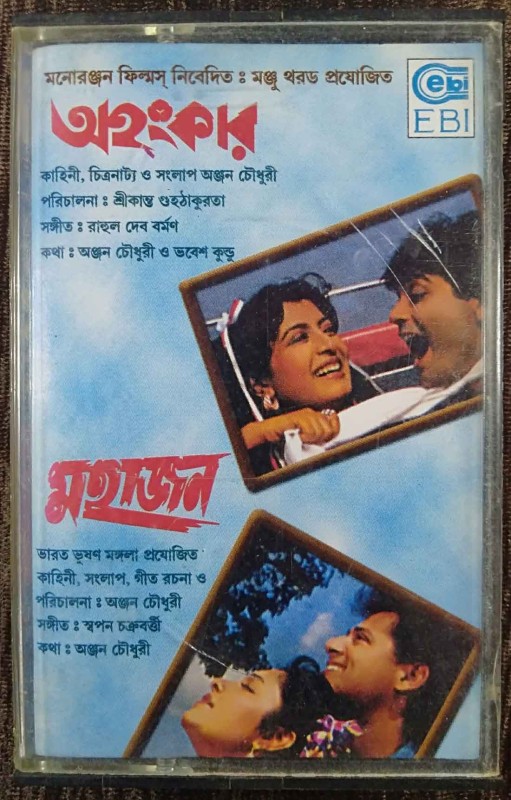 মনোরঞ্জন ফিল্মস্ নিবেদিত : মঞ্জু থরড প্রযোজিত
ebi
EBI
অহংকার
কাহিনী, চিত্রনাট্য ও সংলাপ অঞ্জন চৌধুরী
পরিচালনা : শ্রীকান্ত গুহঠাকুরতা
সঙ্গীত : রাহুল দেব বর্মণ
কথা : অঞ্জন চৌধুরী ও ভবেশ কুন্ডু
মহাজন
ভারত ভূষণ মঙ্গলা প্রযোজিত
কাহিনী, সংলাপ, গীত রচনা ও
পরিচালনা : অঞ্জন চৌধুরী
সঙ্গীত : স্বপন চক্রবর্ত্তী
কথা : অঞ্জন চৌধুরী